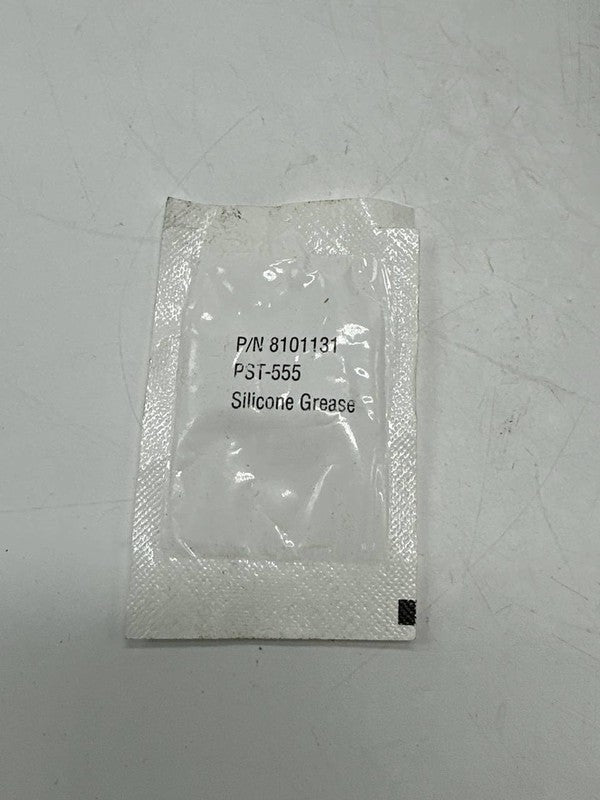 P/N 8101131
PST-555
Silicone Grease